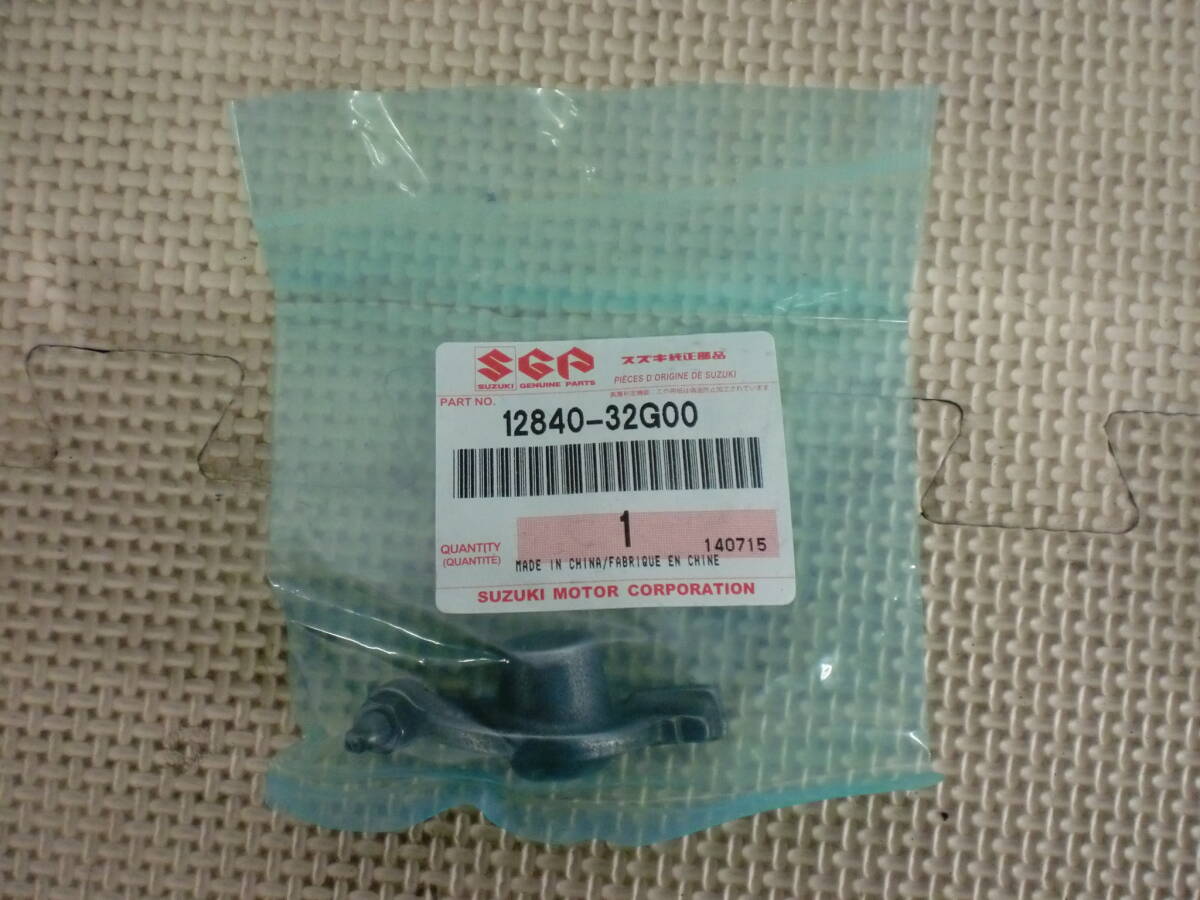 SGP
SUZUKI GENUINE PARTS
スズキ純正部品
PIÈCES D'ORIGINE DE SUZUKI
PART NO.
12840-32G00
1
140715
QUANTITY
(QUANTITÉ)
MADE IN CHINA/FABRIQUE EN CHINE
SUZUKI MOTOR CORPORATION